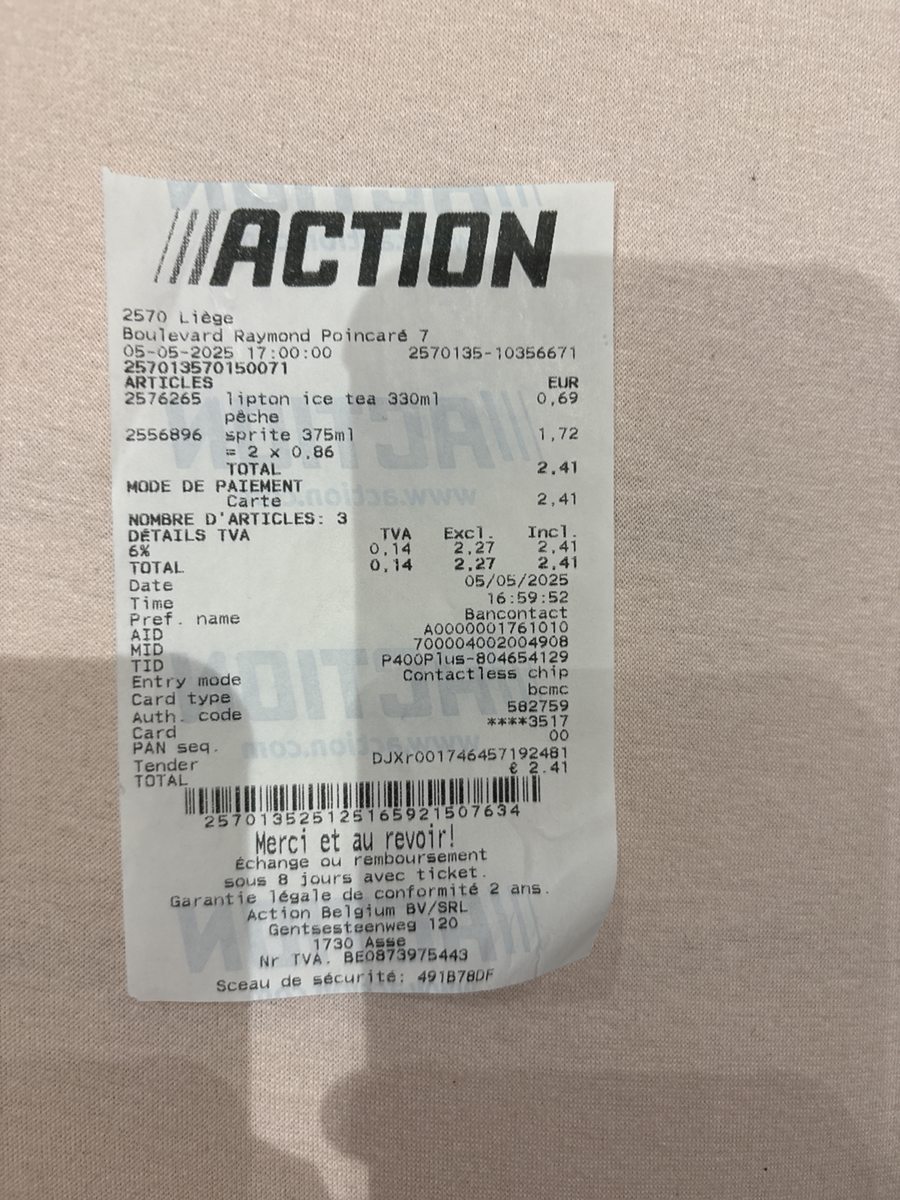 ACTION
2570 Liège
Boulevard Raymond Poincaré 7
05-05-2025 17:00:00 2570135-10356671
257013570150071
ARTICLES EUR
2576265 lipton ice tea 330ml 0,69
pêche
2556896 sprite 375ml 1,72
= 2 x 0,86
TOTAL 2,41
MODE DE PAIEMENT
Carte 2,41
NOMBRE D'ARTICLES: 3
DÉTAILS TVA TVA Excl. Incl.
6% 0,14 2,27 2,41
TOTAL 0,14 2,27 2,41
Date 05/05/2025
Time 16:59:52
Pref. name Bancontact
AID A0000001761010
MID 700004002004908
TID P400Plus-804654129
Entry mode Contactless chip
Card type bcmc
Auth. code 582759
Card ****3517
PAN seq. 00
Tender DJXr001746457192481
TOTAL € 2.41
257013525125165921507634
Merci et au revoir!
Échange ou remboursement
sous 8 jours avec ticket.
Garantie légale de conformité 2 ans.
Action Belgium BV/SRL
Gentsesteenweg 120
1730 Asse
Nr TVA. BE0873975443
Sceau de sécurité: 491B78DF